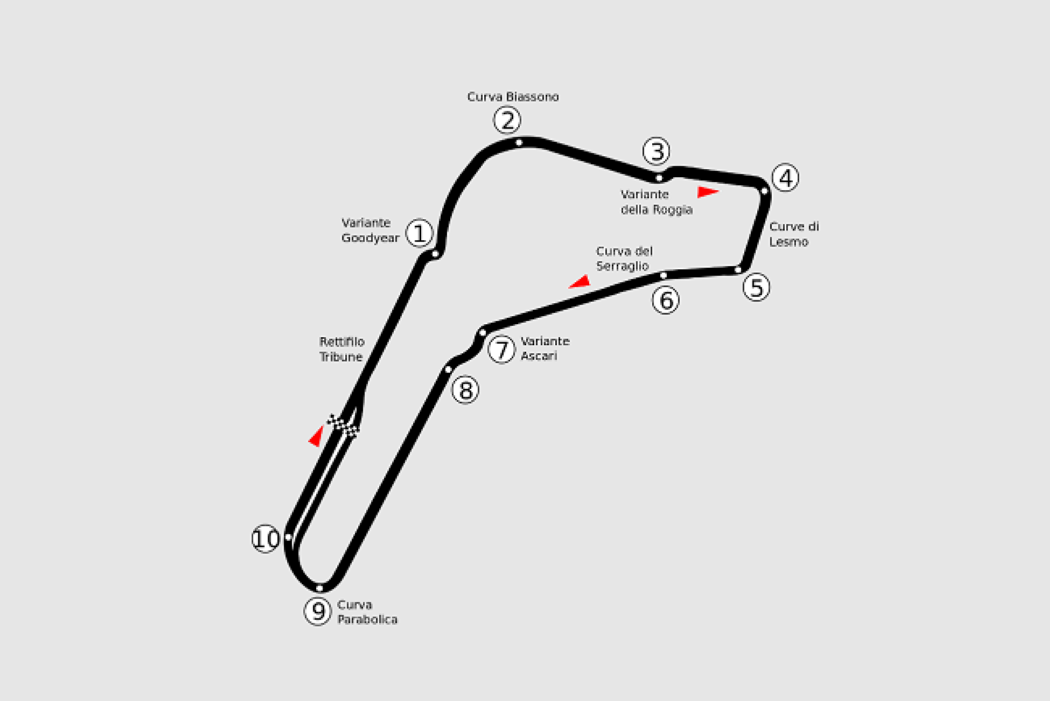 Curva Biassono
2
3
4
Variante
della Roggia
Variante
Goodyear
1
Curve di
Lesmo
Curva del
Serraglio
5
6
Rettifilo
Tribune
7
Variante
Ascari
8
10
9
Curva
Parabolica